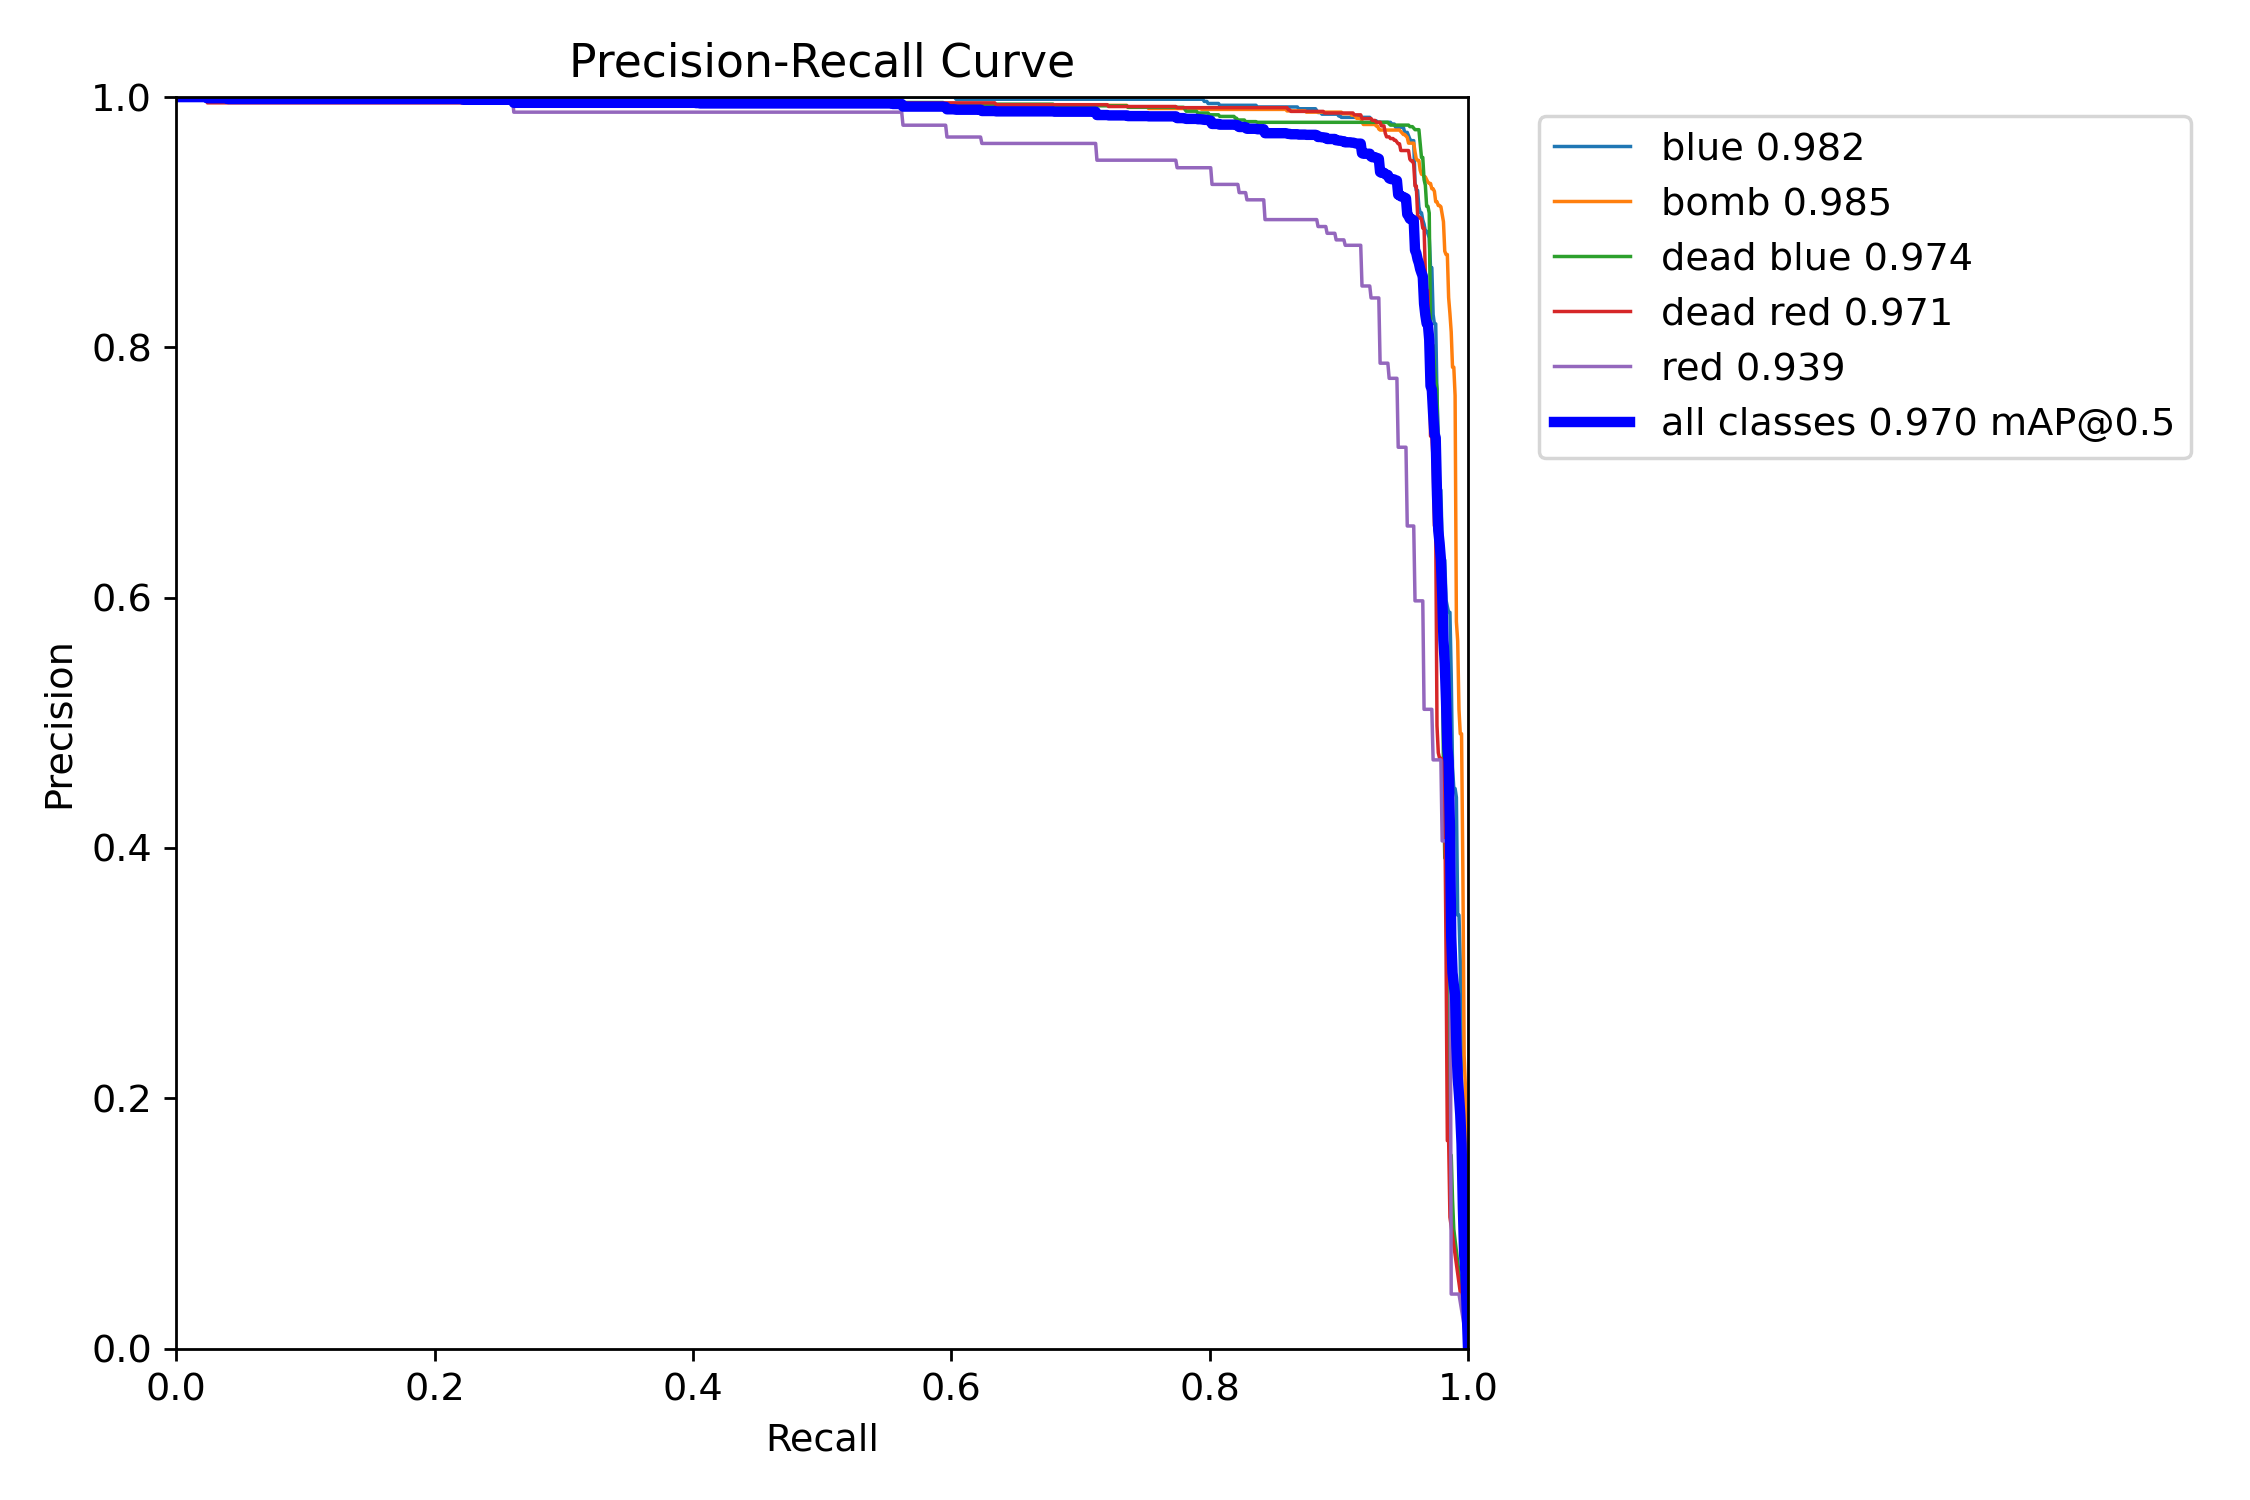 Precision-Recall Curve
1.0
0.8
0.6
0.4
0.2
0.0
Precision
0.0 0.2 0.4 0.6 0.8 1.0
Recall
blue 0.982
bomb 0.985
dead blue 0.974
dead red 0.971
red 0.939
all classes 0.970 mAP@0.5